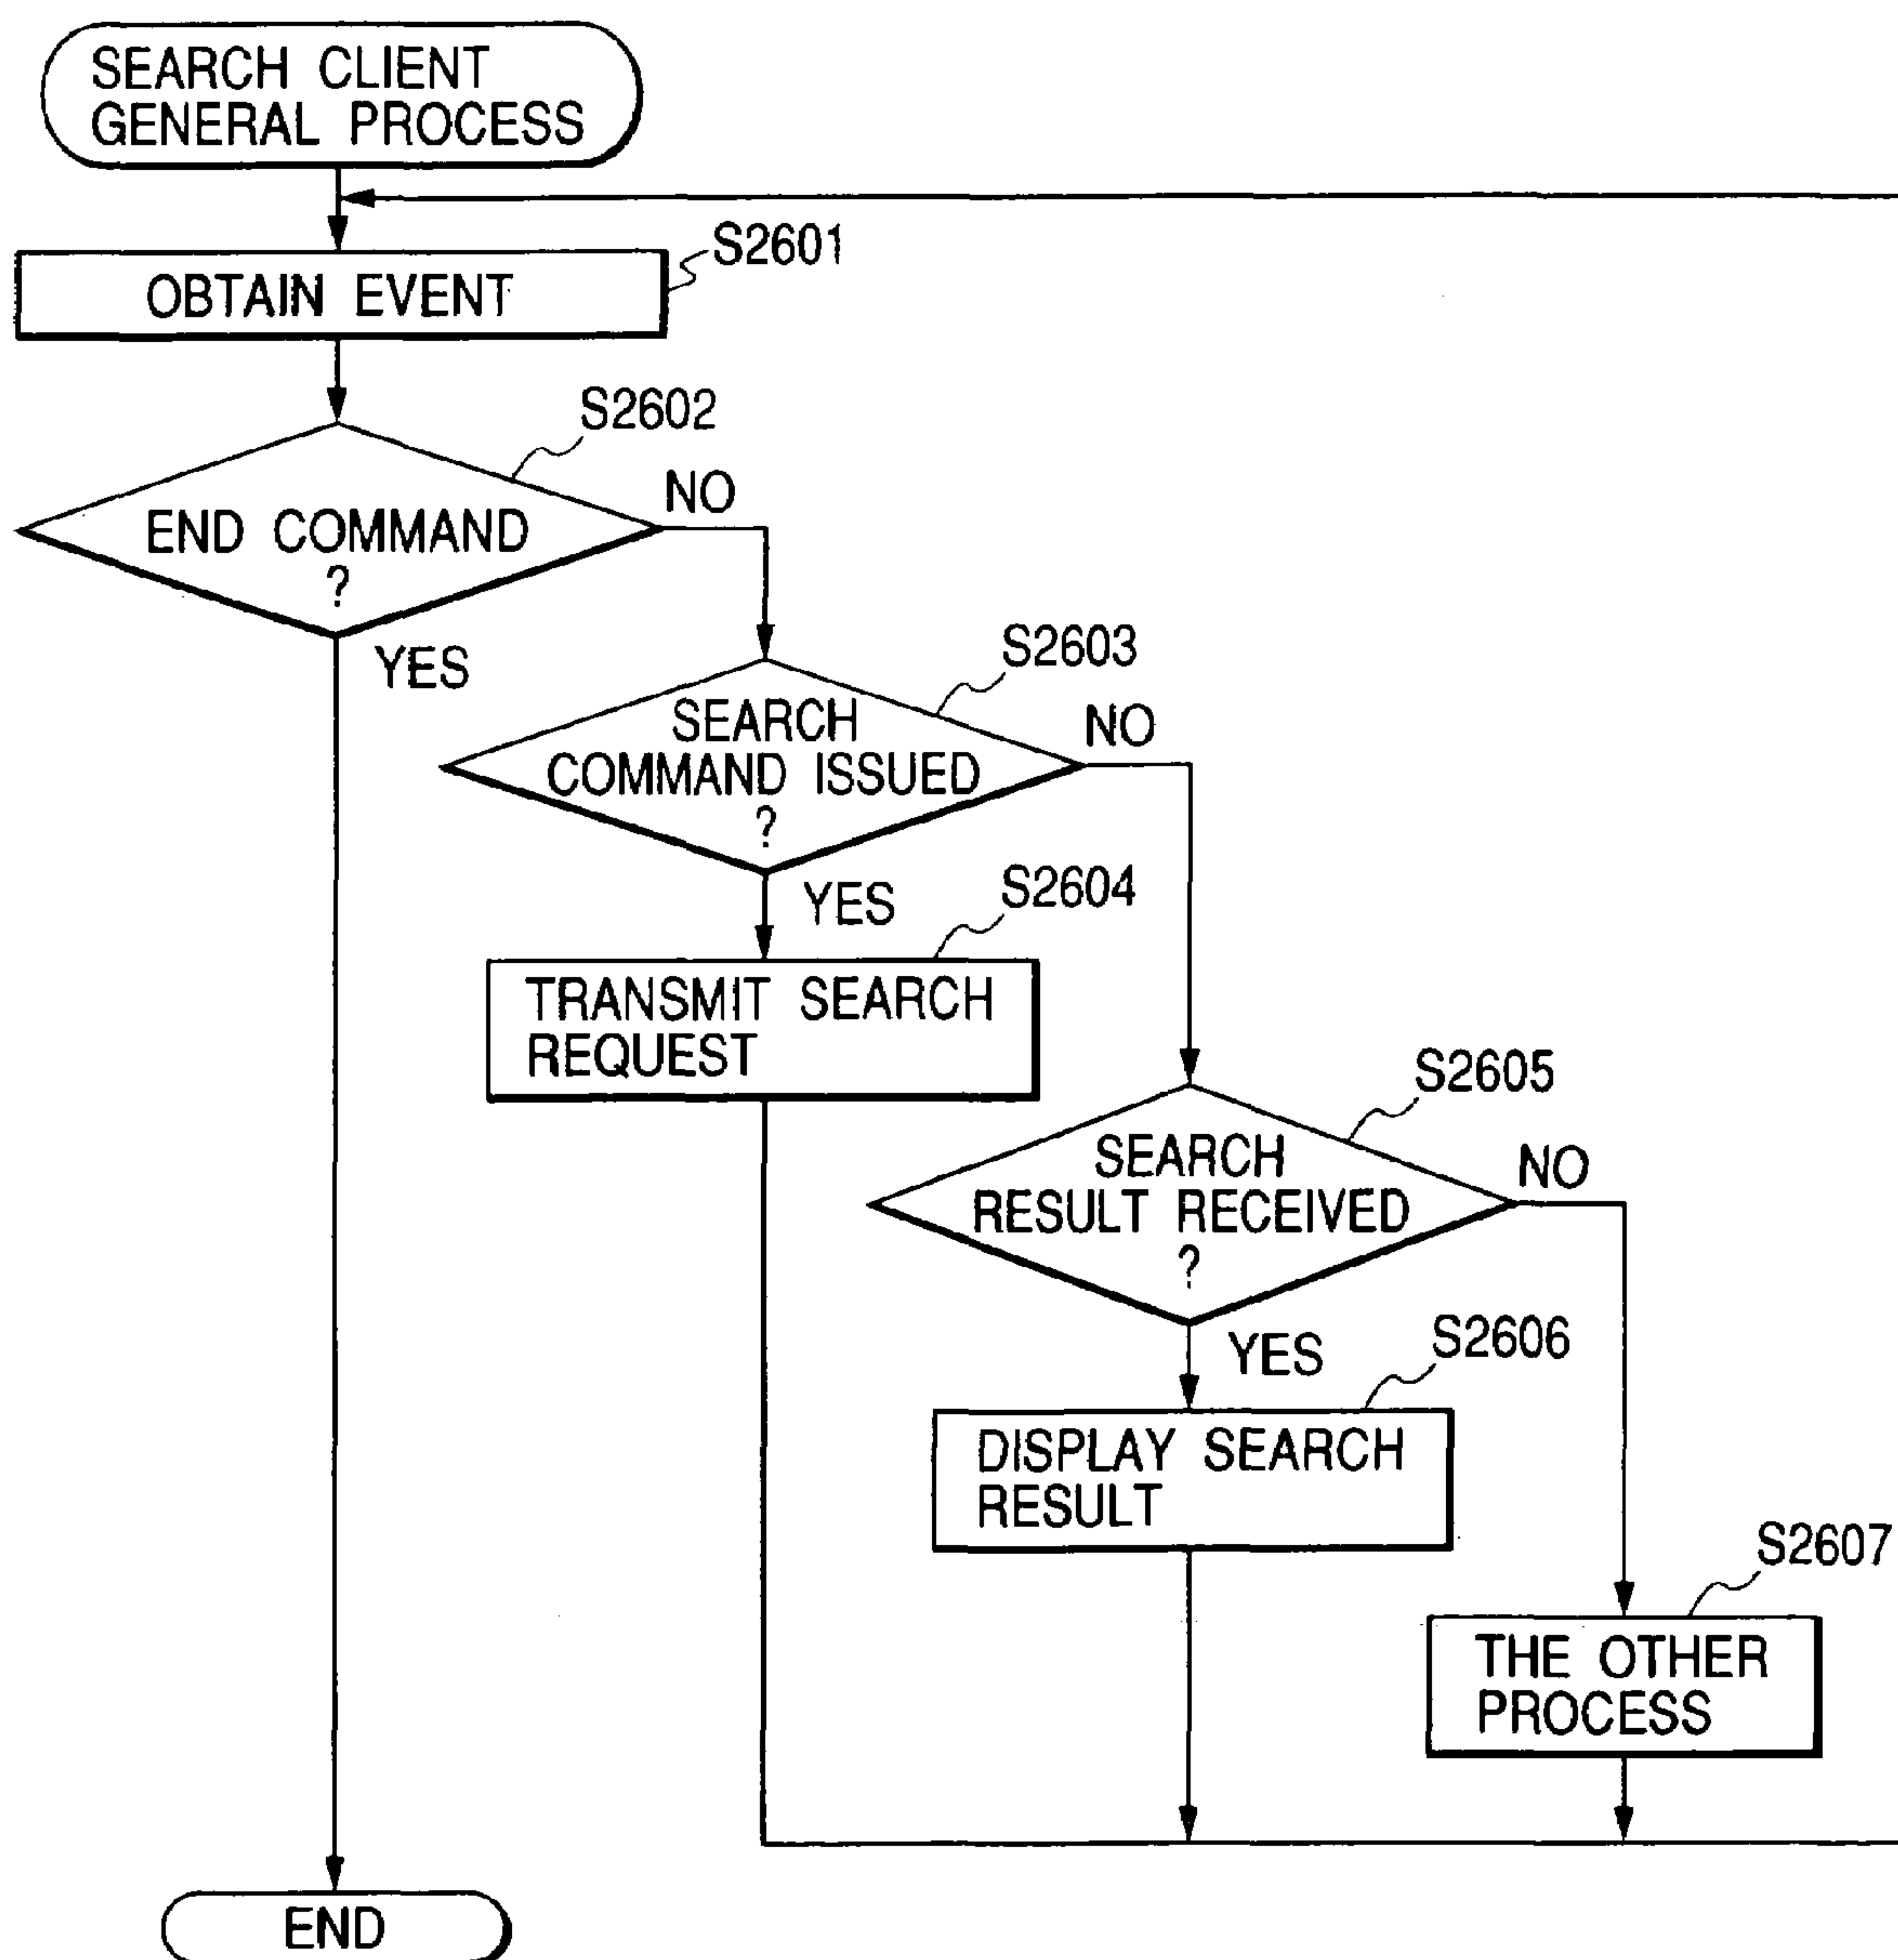 SEARCH CLIENT
GENERAL PROCESS
S2601
OBTAIN EVENT
S2602
NO
END COMMAND
?
YES
S2603
NO
SEARCH
COMMAND ISSUED
?
YES
S2604
TRANSMIT SEARCH
REQUEST
S2605
NO
SEARCH
RESULT RECEIVED
?
YES
S2606
DISPLAY SEARCH
RESULT
S2607
THE OTHER
PROCESS
END